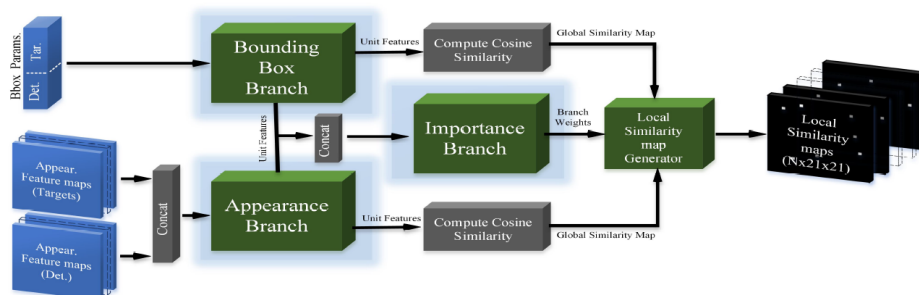 Bbox Params.
Det. Tar.
Bounding
Box
Branch
Unit Features
Compute Cosine
Similarity
Global Similarity Map
Unit Features
Concat
Importance
Branch
Branch
Weights
Local
Similarity map
Generator
Local
Similarity
maps
(Nx21x21)
Appear.
Feature maps
(Targets)
Concat
Appearance
Branch
Unit Features
Compute Cosine
Similarity
Global Similarity Map
Appear.
Feature maps
(Det.)